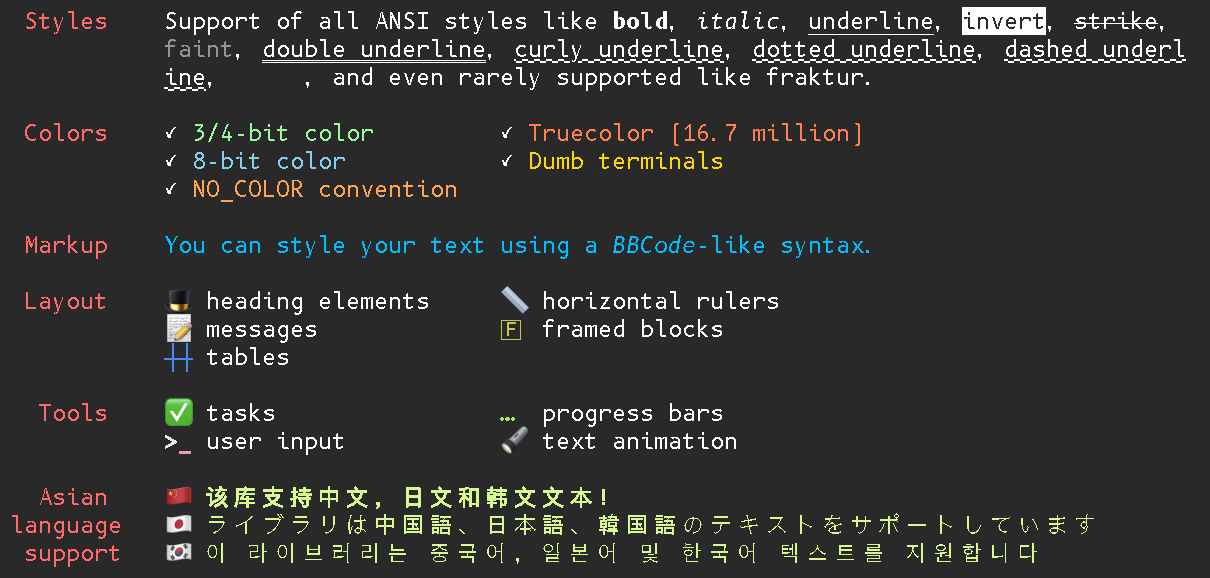 Styles Support of all ANSI styles like bold, italic, underline, invert, strike,
faint, double underline, curly underline, dotted underline, dashed underl
ine, , and even rarely supported like fraktur.
Colors ✓ 3/4-bit color ✓ Truecolor [16.7 million]
✓ 8-bit color ✓ Dumb terminals
✓ NO_COLOR convention
Markup You can style your text using a BBCode-like syntax.
Layout heading elements horizontal rulers
messages F framed blocks
tables
Tools ✅ tasks … progress bars
>_ user input text animation
Asian 该库支持中文，日文和韩文文本！
language ライブラリは中国語、日本語、韓国語のテキストをサポートしています
support 이 라이브러리는 중국어, 일본어 및 한국어 텍스트를 지원합니다